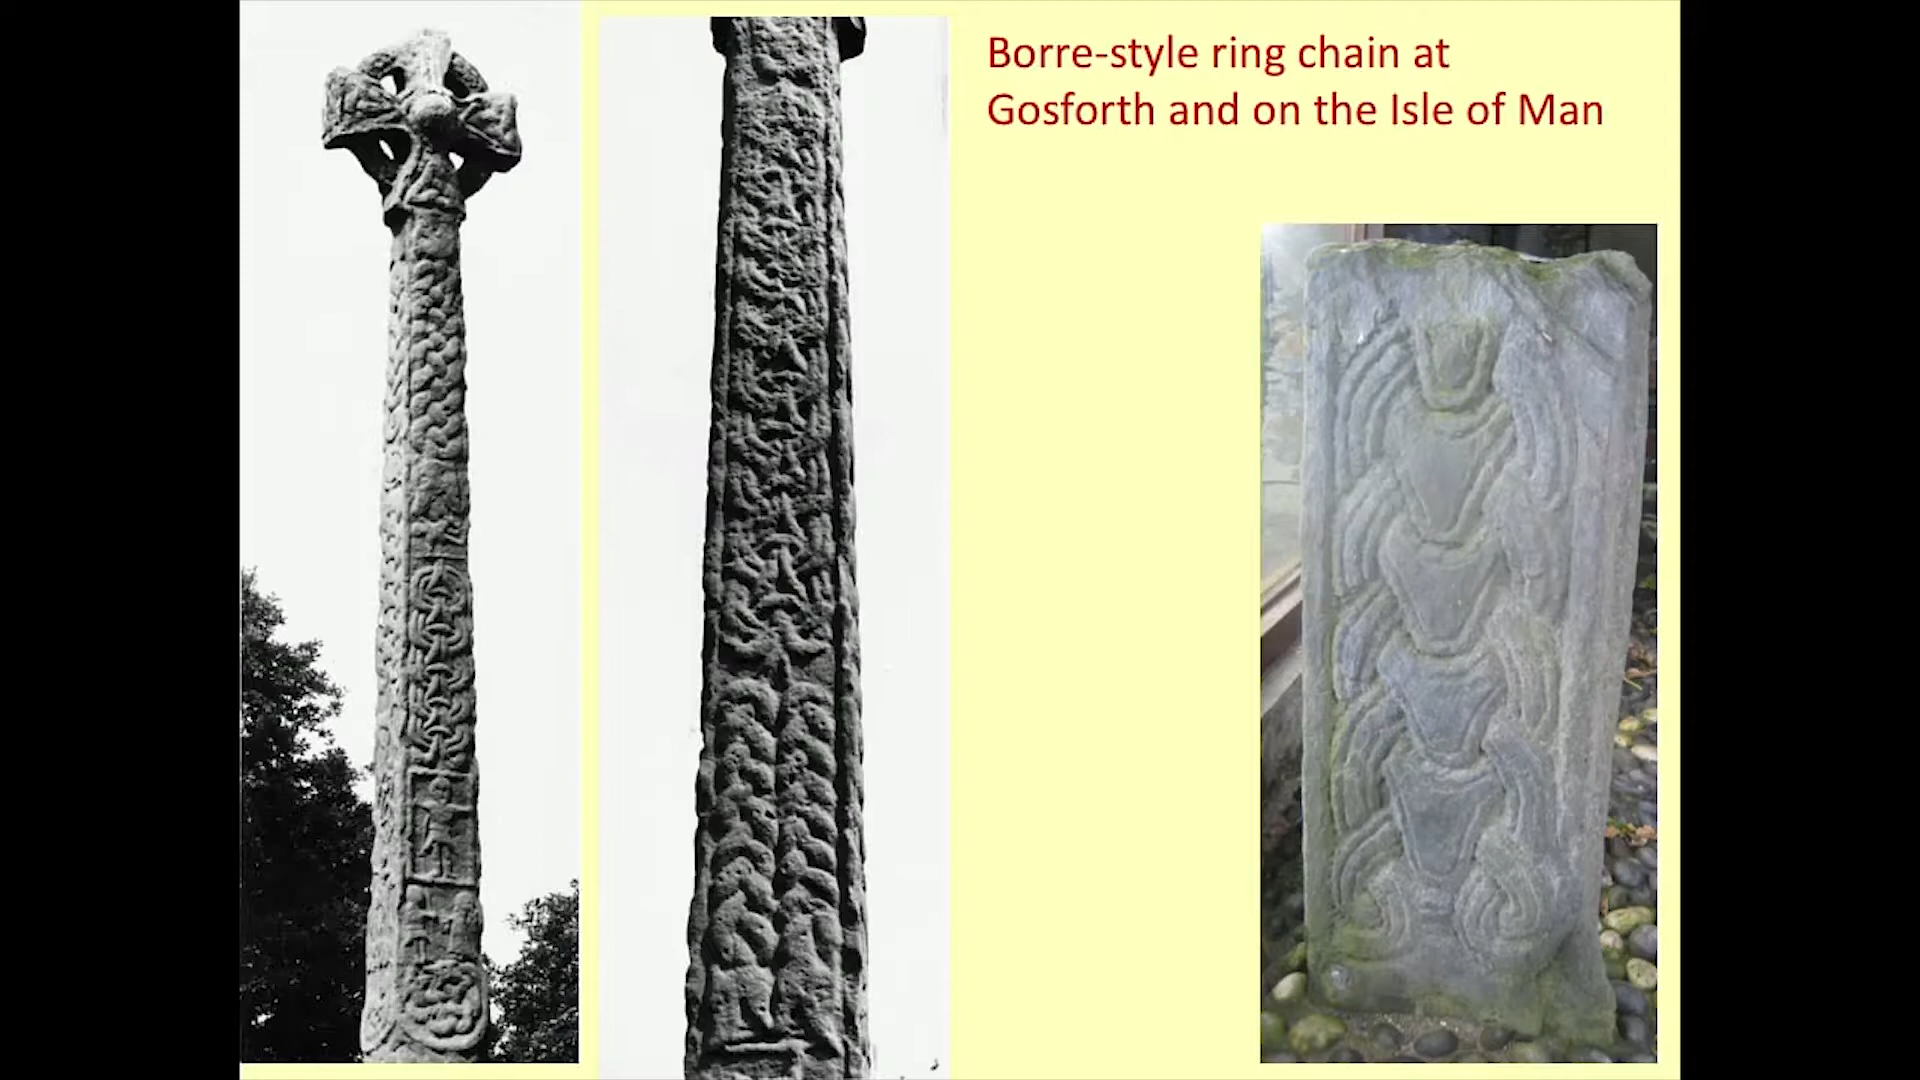 Borre-style ring chain at
Gosforth and on the Isle of Man